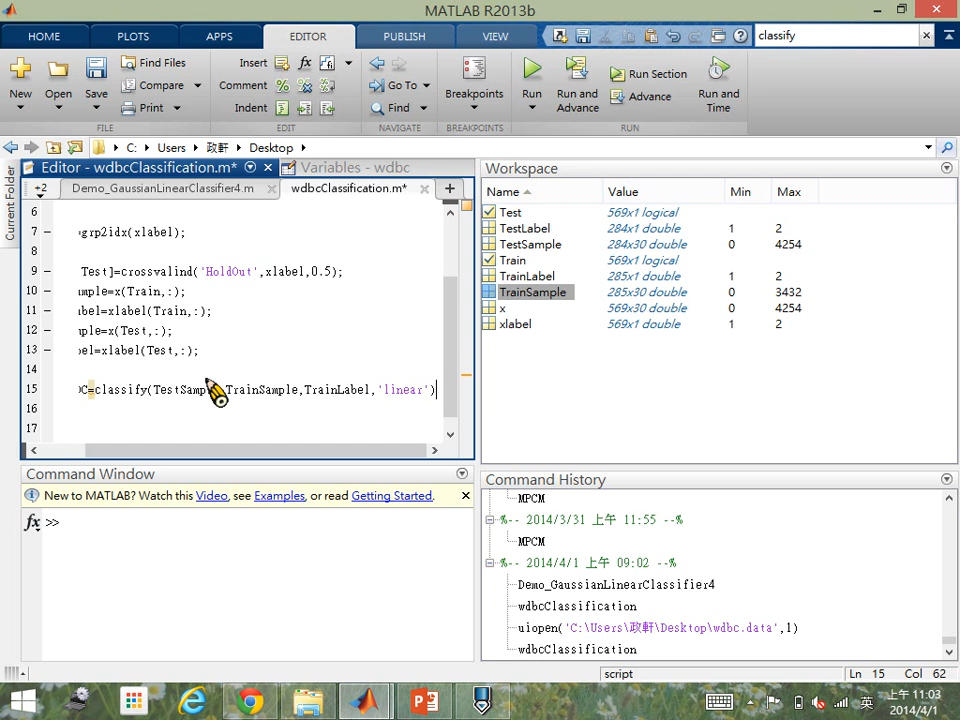 MATLAB R2013b
HOME PLOTS APPS EDITOR PUBLISH VIEW classify
New Open Save Find Files Compare Print
Insert fx Comment Indent
Go To Find
Breakpoints
Run Run and Advance Run Section Advance Run and Time
FILE EDIT NAVIGATE BREAKPOINTS RUN
C: Users 政軒 Desktop
Current Folder
Editor - wdbcClassification.m* Variables - wdbc
+2 Demo_GaussianLinearClassifier4.m wdbcClassification.m*
6 –
7 – grp2idx(xlabel);
8
9 – Test]=crossvalind('HoldOut',xlabel,0.5);
10 – mple=x(Train,:);
11 – bel=xlabel(Train,:);
12 – ple=x(Test,:);
13 – el=xlabel(Test,:);
14
15 C=classify(TestSamp TrainSample,TrainLabel,'linear')
16 –
17
Workspace
Name Value Min Max
Test 569x1 logical
TestLabel 284x1 double 1 2
TestSample 284x30 double 0 4254
Train 569x1 logical
TrainLabel 285x1 double 1 2
TrainSample 285x30 double 0 3432
x 569x30 double 0 4254
xlabel 569x1 double 1 2
Command Window
New to MATLAB? Watch this Video, see Examples, or read Getting Started.
fx >>
Command History
MPCM
%-- 2014/3/31 上午 11:55 --%
MPCM
%-- 2014/4/1 上午 09:02 --%
Demo_GaussianLinearClassifier4
wdbcClassification
uiopen('C:\Users\政軒\Desktop\wdbc.data',1)
wdbcClassification
script Ln 15 Col 62
英 上午 11:03
2014/4/1